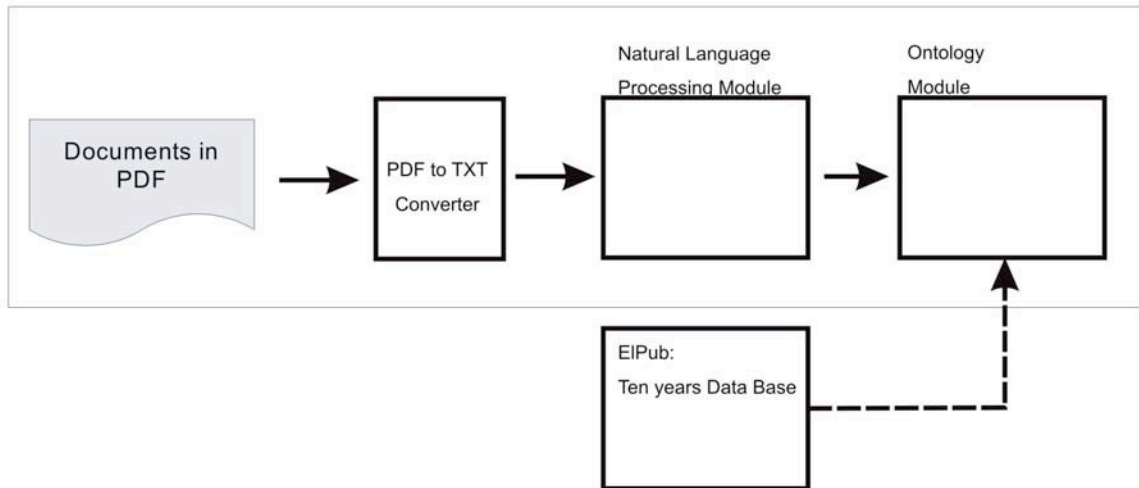 Documents in
PDF
PDF to TXT
Converter
Natural Language
Processing Module
Ontology
Module
ElPub:
Ten years Data Base